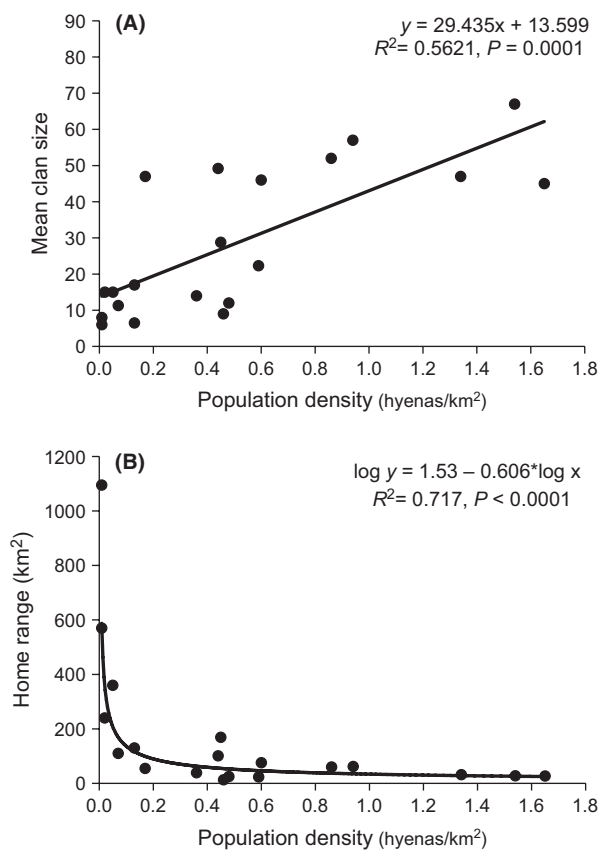 (A)
y = 29.435x + 13.599
R²= 0.5621, P = 0.0001
Mean clan size
90
80
70
60
50
40
30
20
10
0
0.0 0.2 0.4 0.6 0.8 1.0 1.2 1.4 1.6 1.8
Population density (hyenas/km²)
(B)
log y = 1.53 – 0.606*log x
R²= 0.717, P < 0.0001
Home range (km²)
1200
1000
800
600
400
200
0
0.0 0.2 0.4 0.6 0.8 1.0 1.2 1.4 1.6 1.8
Population density (hyenas/km²)